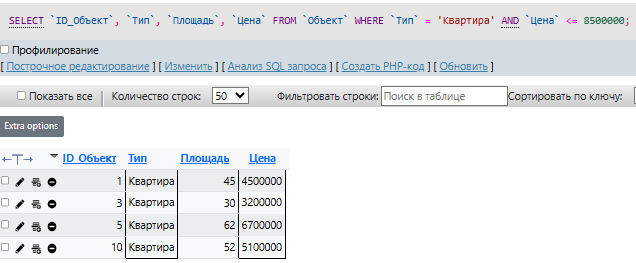 SELECT `ID_Объект`, `Тип`, `Площадь`, `Цена` FROM `Объект` WHERE `Тип` = 'Квартира' AND `Цена` <= 8500000;
Профилирование
[ Построчное редактирование ] [ Изменить ] [ Анализ SQL запроса ] [ Создать PHP-код ] [ Обновить ]
Показать все | Количество строк: 50 Фильтровать строки: Поиск в таблице Сортировать по ключу:
Extra options
←T→ ID_Объект Тип Площадь Цена
1 Квартира 45 4500000
3 Квартира 30 3200000
5 Квартира 62 6700000
10 Квартира 52 5100000